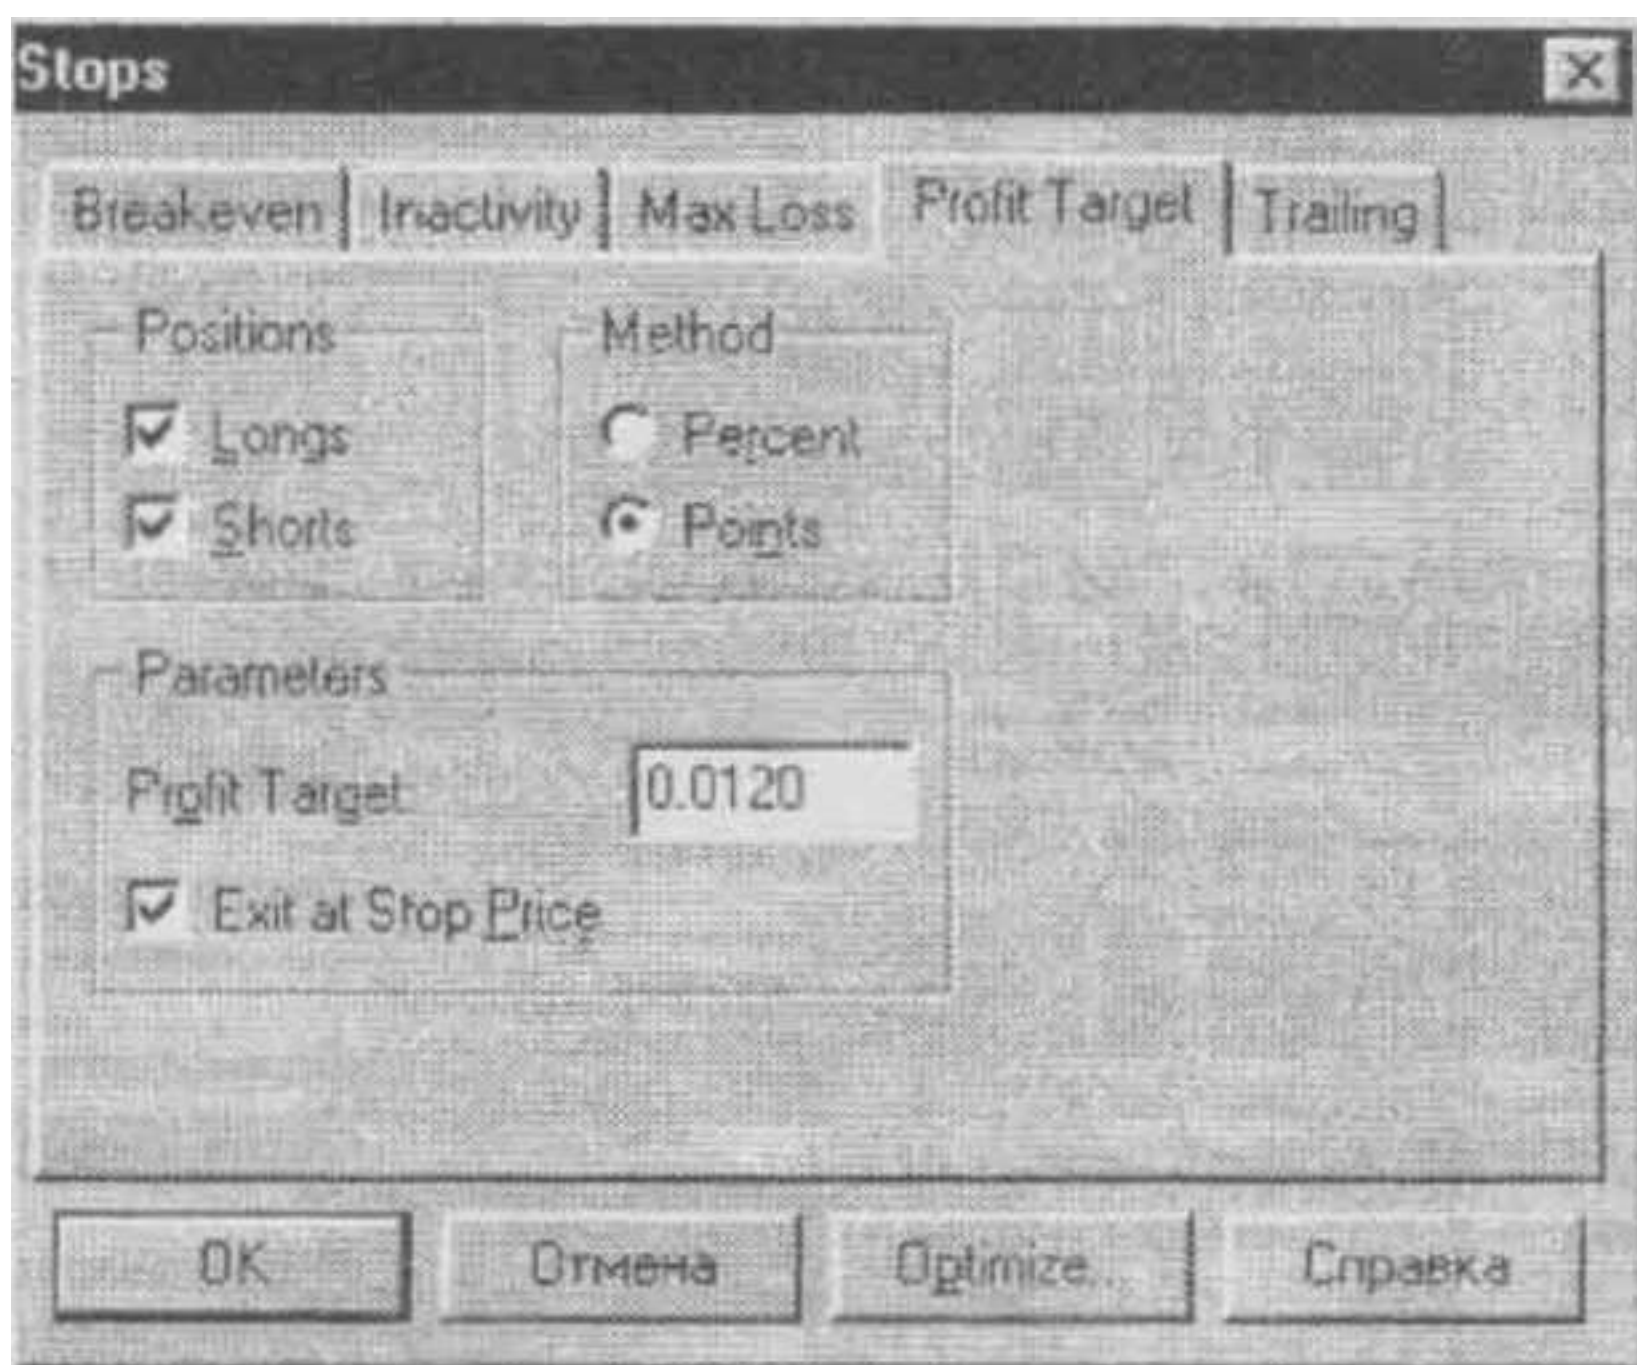 Stops
Breakeven Inactivity Max Loss Profit Target Trailing
Positions Method
Longs Percent
Shorts Points
Parameters
Profit Target: 0.0120
Exit at Stop Price
OK Отмена Optimize... Справка